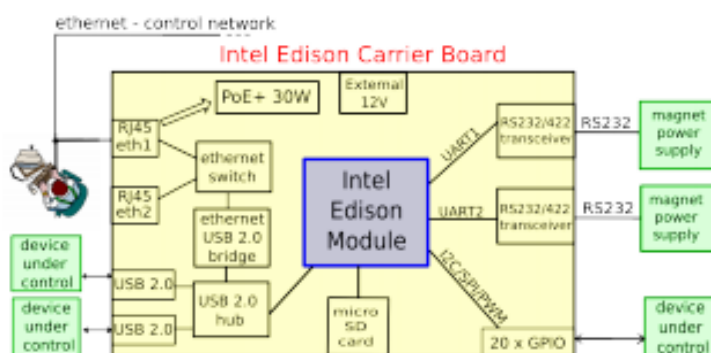 ethernet - control network
Intel Edison Carrier Board
PoE+ 30W
External
12V
RJ45
eth1
ethernet
switch
RJ45
eth2
ethernet
USB 2.0
bridge
Intel
Edison
Module
UART1
RS232/422
transceiver
RS232
magnet
power
supply
UART2
RS232/422
transceiver
RS232
magnet
power
supply
device
under
control
USB 2.0
USB 2.0
hub
I2C/SPI/PWM
device
under
control
USB 2.0
micro
SD
card
20 x GPIO
device
under
control